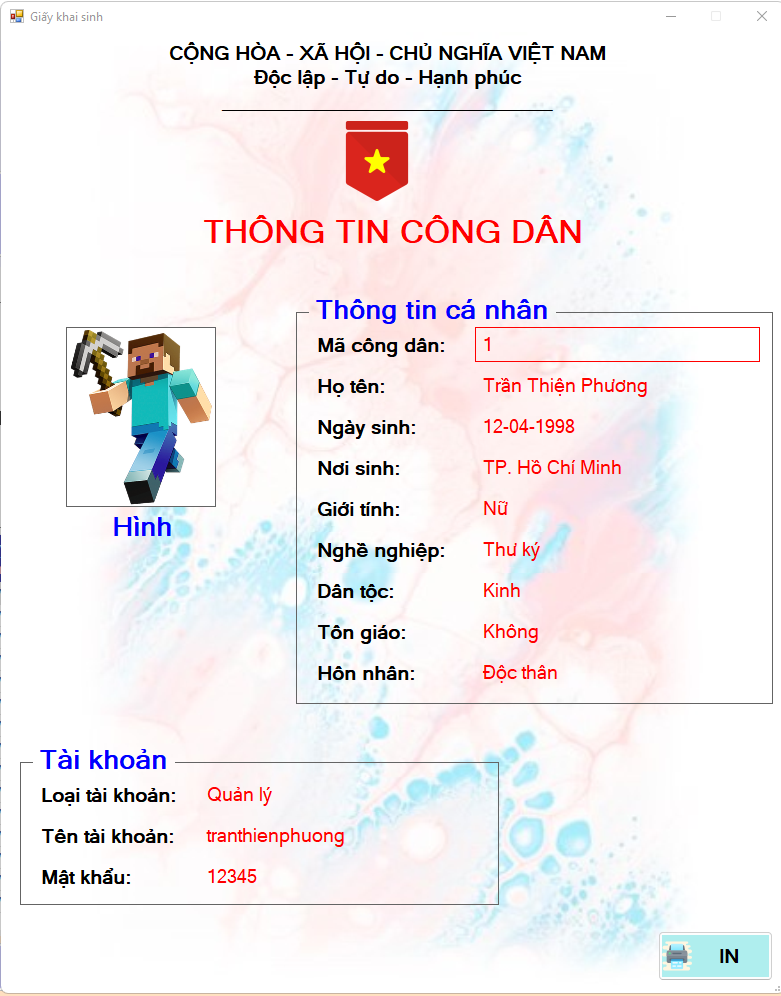 Giấy khai sinh
CỘNG HÒA - XÃ HỘI - CHỦ NGHĨA VIỆT NAM
Độc lập - Tự do - Hạnh phúc
THÔNG TIN CÔNG DÂN
Hình
Thông tin cá nhân
Mã công dân: 1
Họ tên: Trần Thiện Phương
Ngày sinh: 12-04-1998
Nơi sinh: TP. Hồ Chí Minh
Giới tính: Nữ
Nghề nghiệp: Thư ký
Dân tộc: Kinh
Tôn giáo: Không
Hôn nhân: Độc thân
Tài khoản
Loại tài khoản: Quản lý
Tên tài khoản: tranthienphuong
Mật khẩu: 12345
IN